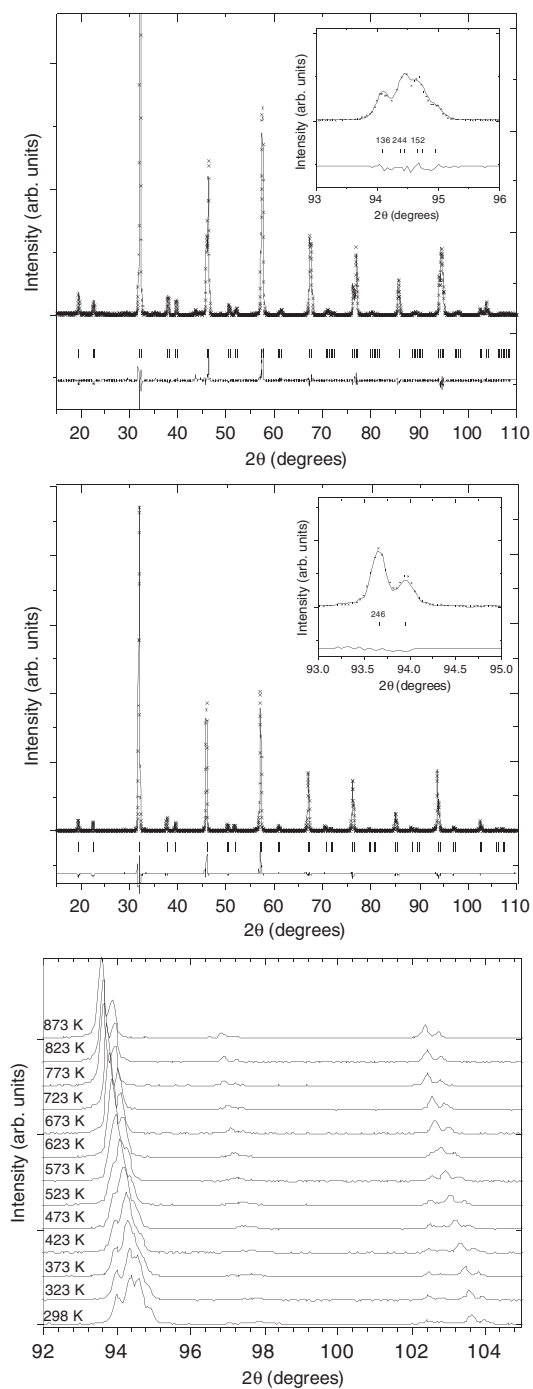 Intensity (arb. units)
Intensity (arb. units)
136 244 152
93 94 95 96
2θ (degrees)
20 30 40 50 60 70 80 90 100 110
2θ (degrees)
Intensity (arb. units)
Intensity (arb. units)
246
93.0 93.5 94.0 94.5 95.0
2θ (degrees)
20 30 40 50 60 70 80 90 100 110
2θ (degrees)
Intensity (arb. units)
873 K
823 K
773 K
723 K
673 K
623 K
573 K
523 K
473 K
423 K
373 K
323 K
298 K
92 94 96 98 100 102 104
2θ (degrees)